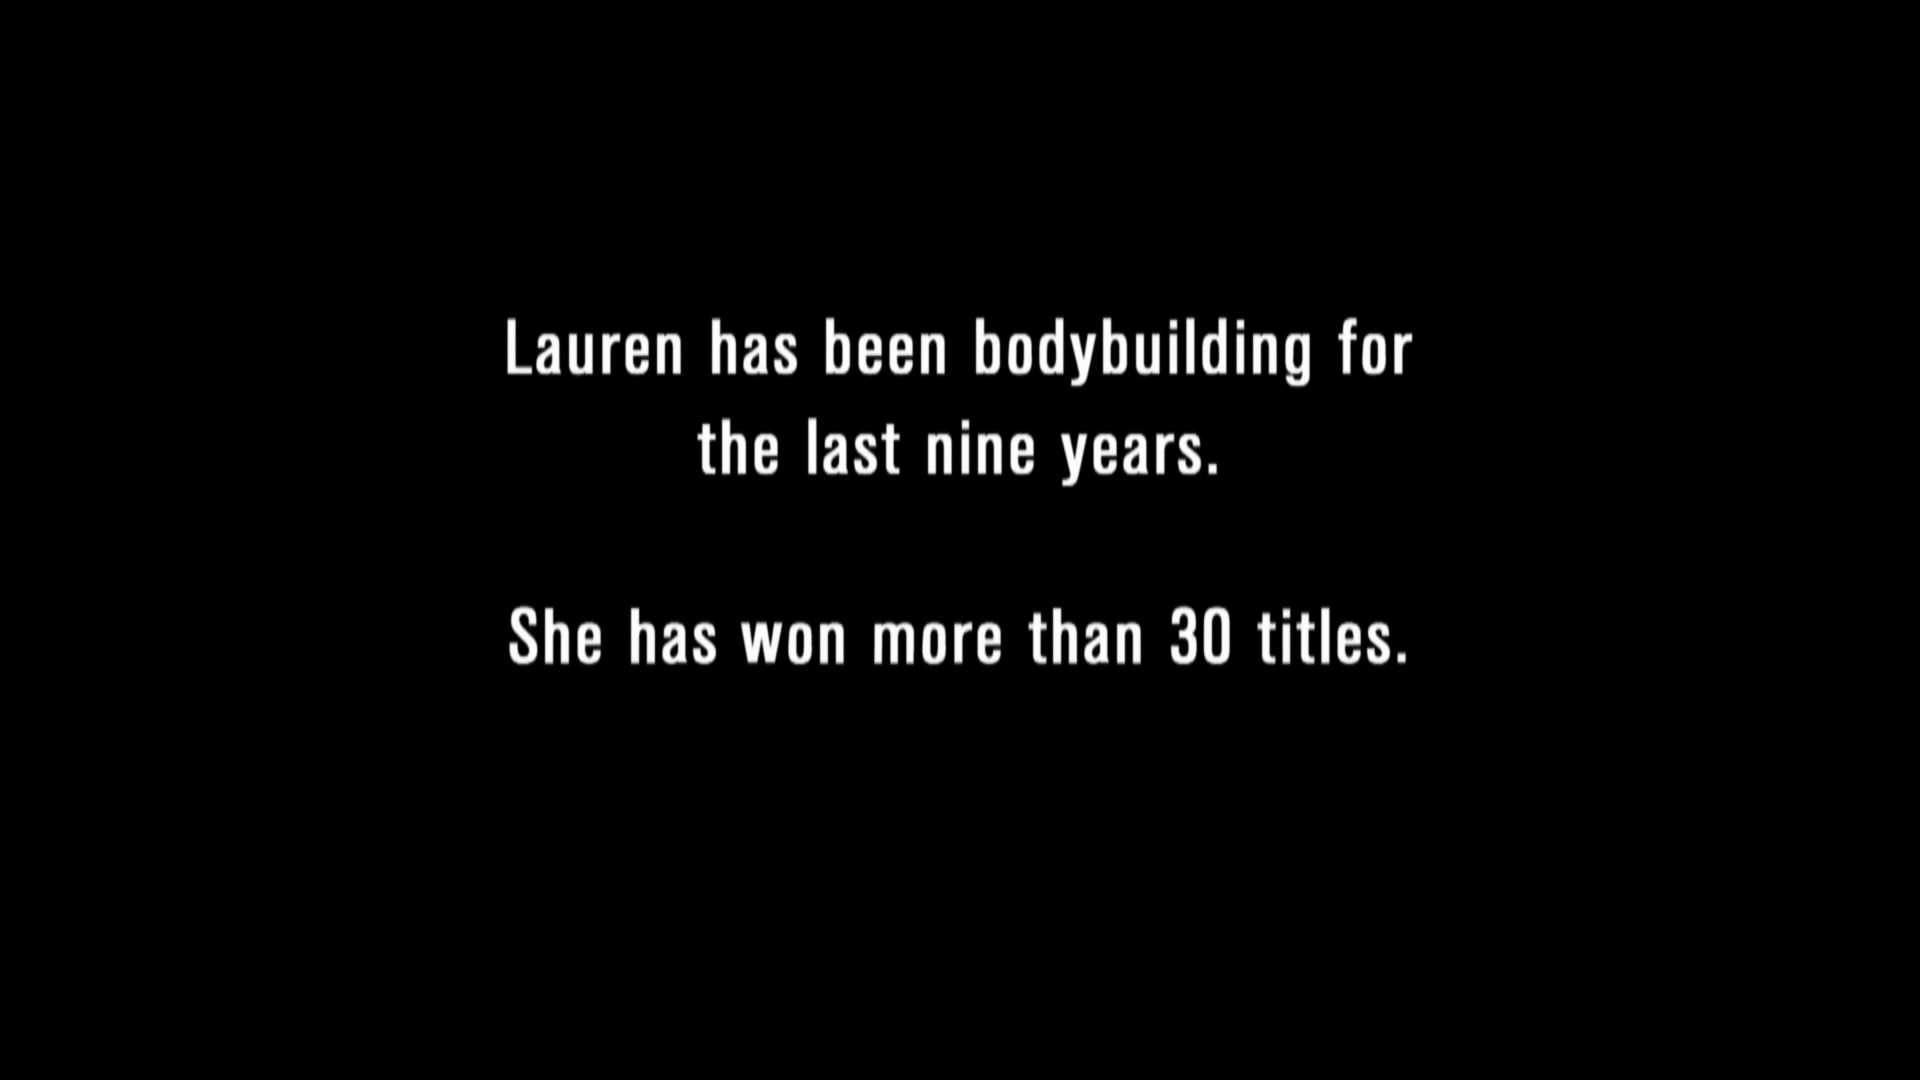 Lauren has been bodybuilding for
the last nine years.
She has won more than 30 titles.